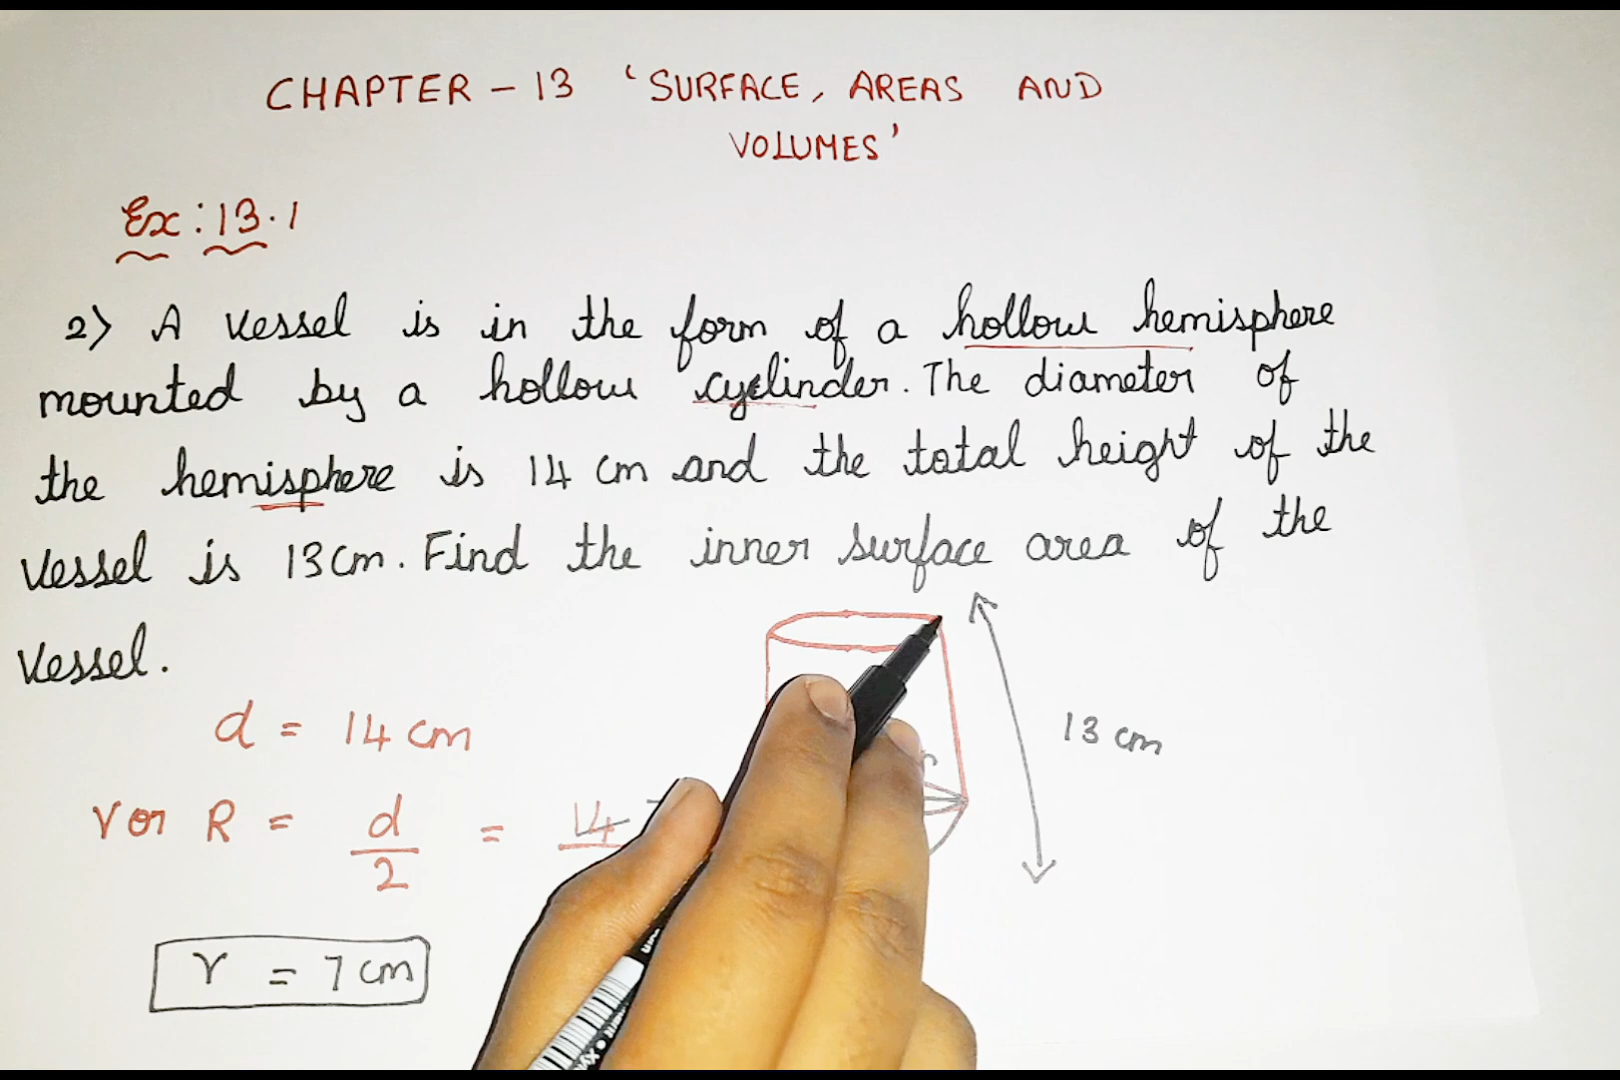 CHAPTER - 13 ‘SURFACE, AREAS AND
VOLUMES’
Ex: 13.1
2) A vessel is in the form of a hollow hemisphere
mounted by a hollow cyclinder. The diameter of
the hemisphere is 14 cm and the total height of the
vessel is 13cm. Find the inner surface area of the
vessel.
d = 14 cm
r or R = d/2 = 14
r = 7 cm
r
13 cm